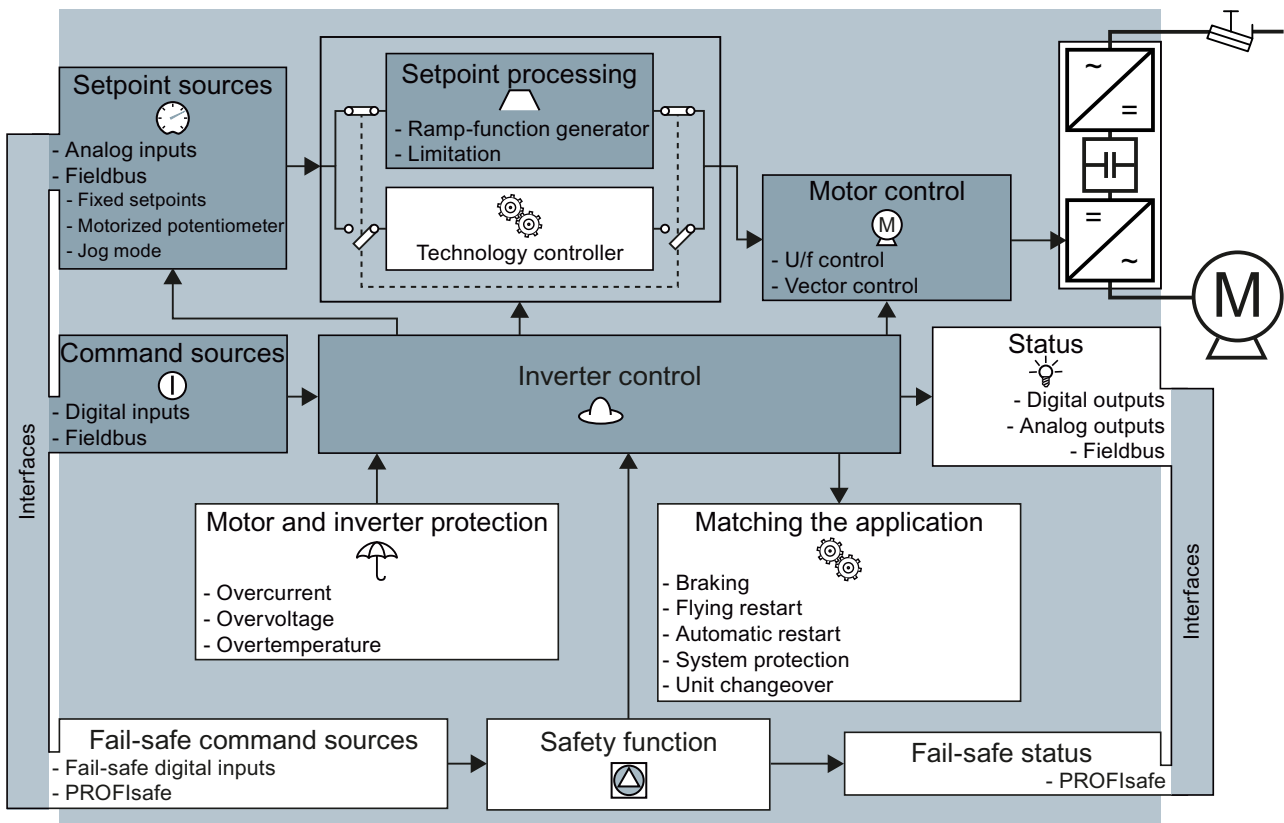 Setpoint sources
- Analog inputs
- Fieldbus
- Fixed setpoints
- Motorized potentiometer
- Jog mode
Setpoint processing
- Ramp-function generator
- Limitation
Technology controller
Motor control
M
- U/f control
- Vector control
~
=
=
~
M
Command sources
- Digital inputs
- Fieldbus
Inverter control
Status
- Digital outputs
- Analog outputs
- Fieldbus
Interfaces
Motor and inverter protection
- Overcurrent
- Overvoltage
- Overtemperature
Matching the application
- Braking
- Flying restart
- Automatic restart
- System protection
- Unit changeover
Interfaces
Fail-safe command sources
- Fail-safe digital inputs
- PROFIsafe
Safety function
Fail-safe status
- PROFIsafe